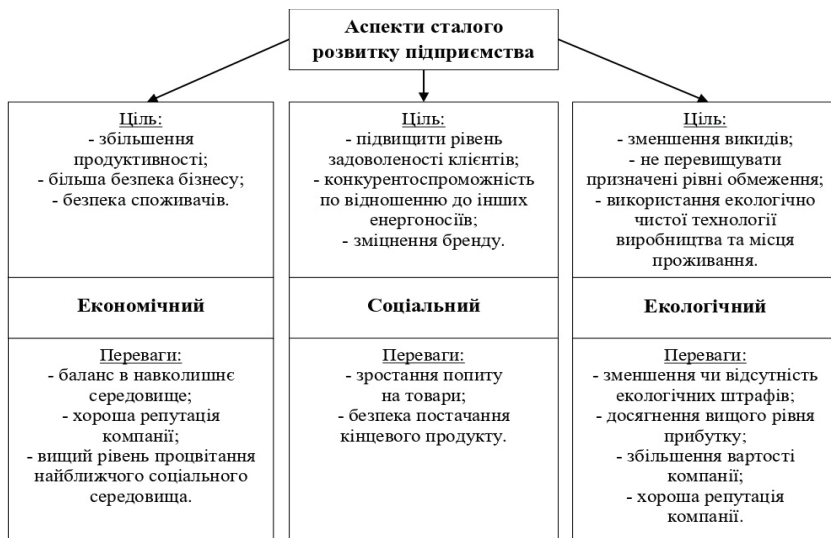 Аспекти сталого
розвитку підприємства
Ціль:
- збільшення
продуктивності;
- більша безпека бізнесу;
- безпека споживачів.
Економічний
Переваги:
- баланс в навколишнє
середовище;
- хороша репутація
компанії;
- вищий рівень процвітання
найближчого соціального
середовища.
Ціль:
- підвищити рівень
задоволеності клієнтів;
- конкурентоспроможність
по відношенню до інших
енергоносіїв;
- зміцнення бренду.
Соціальний
Переваги:
- зростання попиту
на товари;
- безпека постачання
кінцевого продукту.
Ціль:
- зменшення викидів;
- не перевищувати
призначені рівні обмеження;
- використання екологічно
чистої технології
виробництва та місця
проживання.
Екологічний
Переваги:
- зменшення чи відсутність
екологічних штрафів;
- досягнення вищого рівня
прибутку;
- збільшення вартості
компанії;
- хороша репутація
компанії.